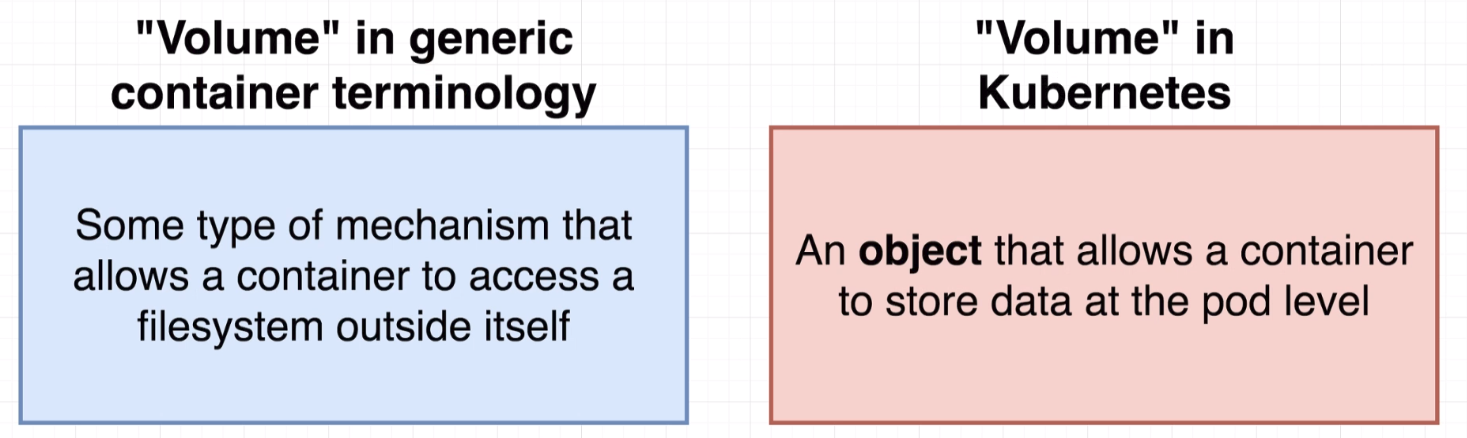 "Volume" in generic
container terminology
Some type of mechanism that
allows a container to access a
filesystem outside itself
"Volume" in
Kubernetes
An object that allows a container
to store data at the pod level